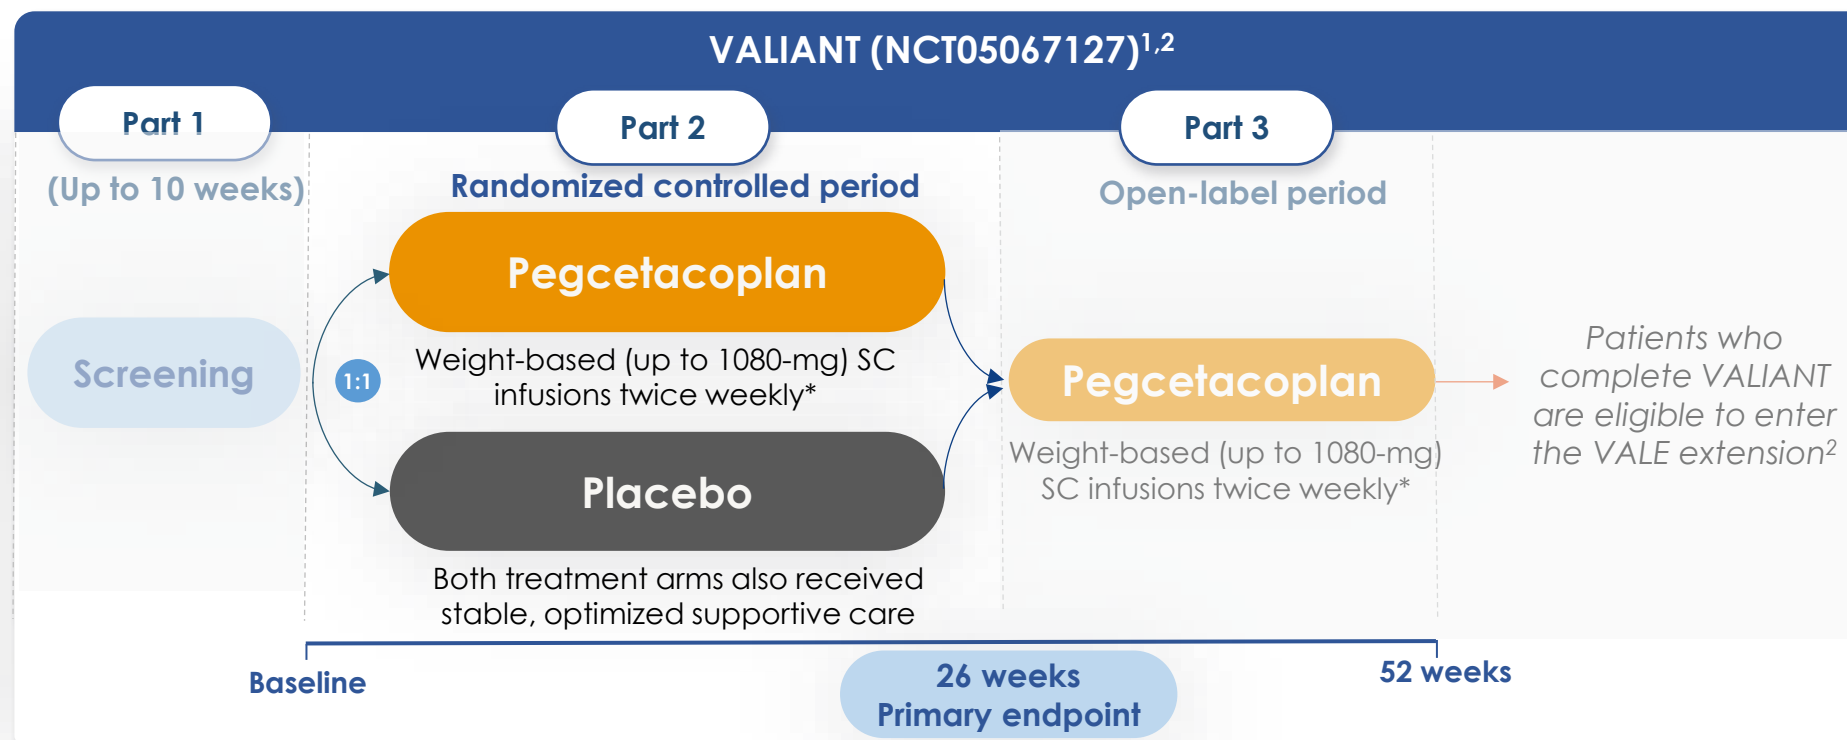 VALIANT (NCT05067127)1,2
Part 1
(Up to 10 weeks)
Screening
Part 2
Randomized controlled period
1:1
Pegcetacoplan
Weight-based (up to 1080-mg) SC
infusions twice weekly*
Placebo
Both treatment arms also received
stable, optimized supportive care
Part 3
Open-label period
Pegcetacoplan
Weight-based (up to 1080-mg)
SC infusions twice weekly*
Patients who
complete VALIANT
are eligible to enter
the VALE extension2
Baseline
26 weeks
Primary endpoint
52 weeks